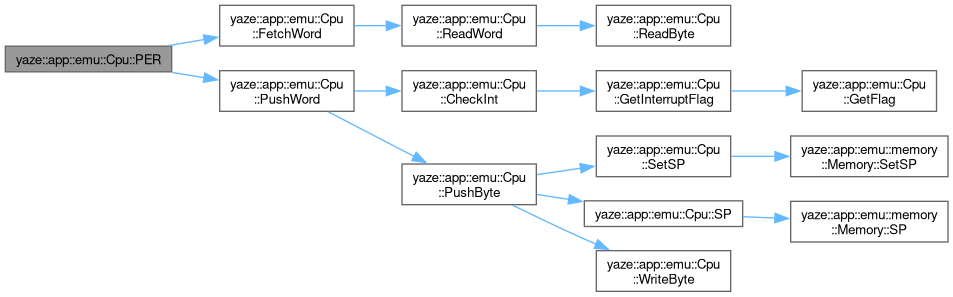 yaze::app::emu::Cpu::PER
yaze::app::emu::Cpu
::FetchWord
yaze::app::emu::Cpu
::ReadWord
yaze::app::emu::Cpu
::ReadByte
yaze::app::emu::Cpu
::PushWord
yaze::app::emu::Cpu
::CheckInt
yaze::app::emu::Cpu
::GetInterruptFlag
yaze::app::emu::Cpu
::GetFlag
yaze::app::emu::Cpu
::PushByte
yaze::app::emu::Cpu
::SetSP
yaze::app::emu::memory
::Memory::SetSP
yaze::app::emu::Cpu::SP
yaze::app::emu::memory
::Memory::SP
yaze::app::emu::Cpu
::WriteByte